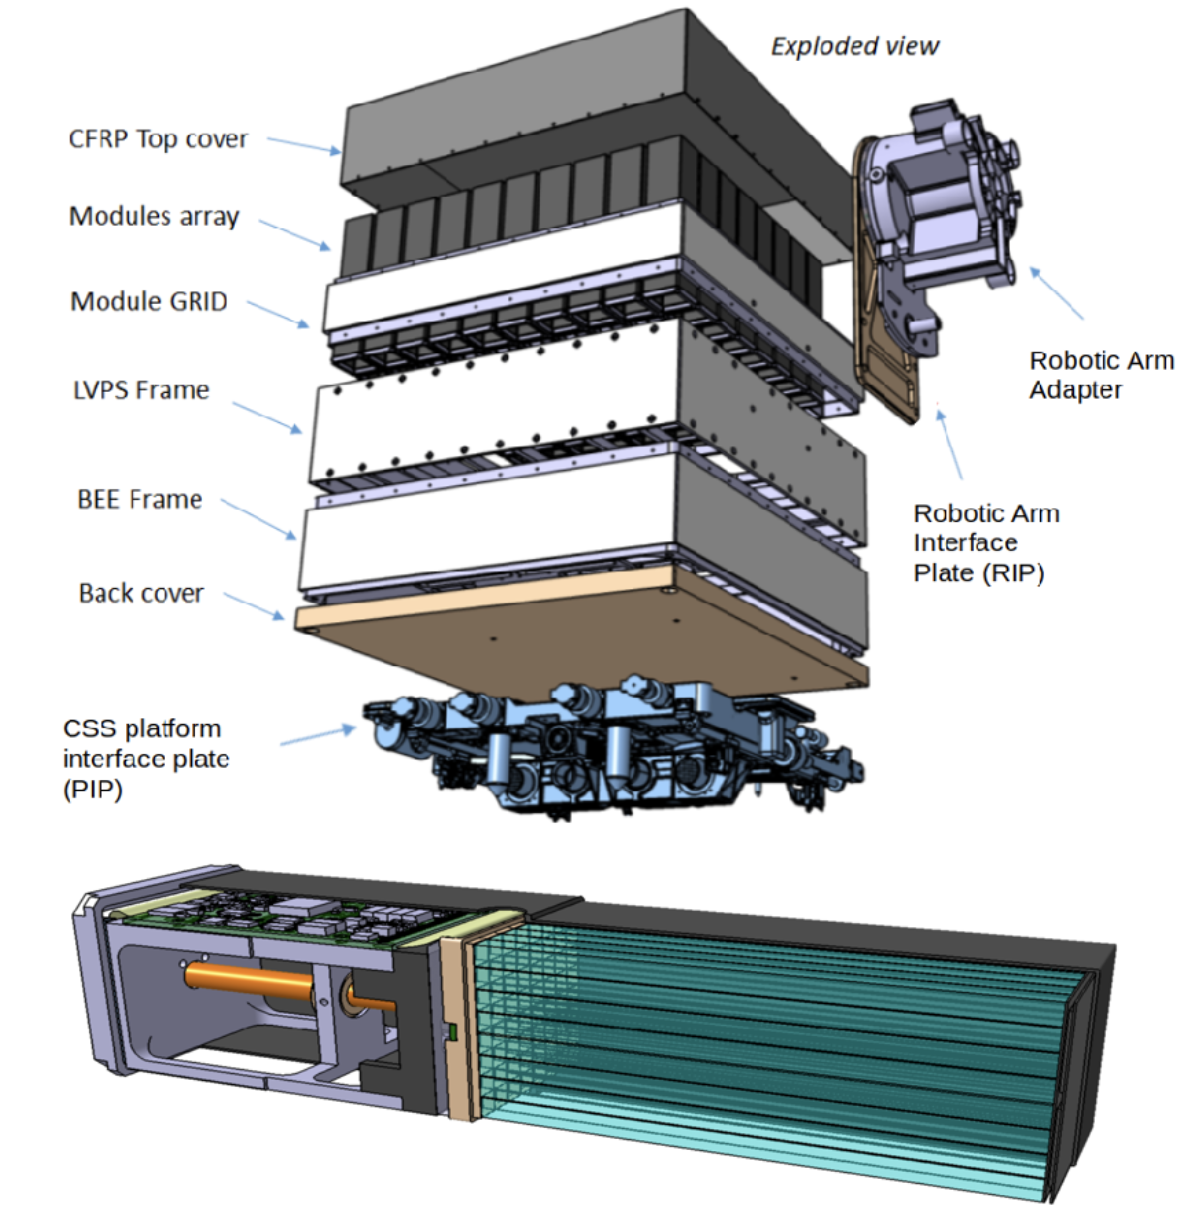 Exploded view
CFRP Top cover
Modules array
Module GRID
LVPS Frame
BEE Frame
Back cover
CSS platform
interface plate
(PIP)
Robotic Arm
Adapter
Robotic Arm
Interface
Plate (RIP)